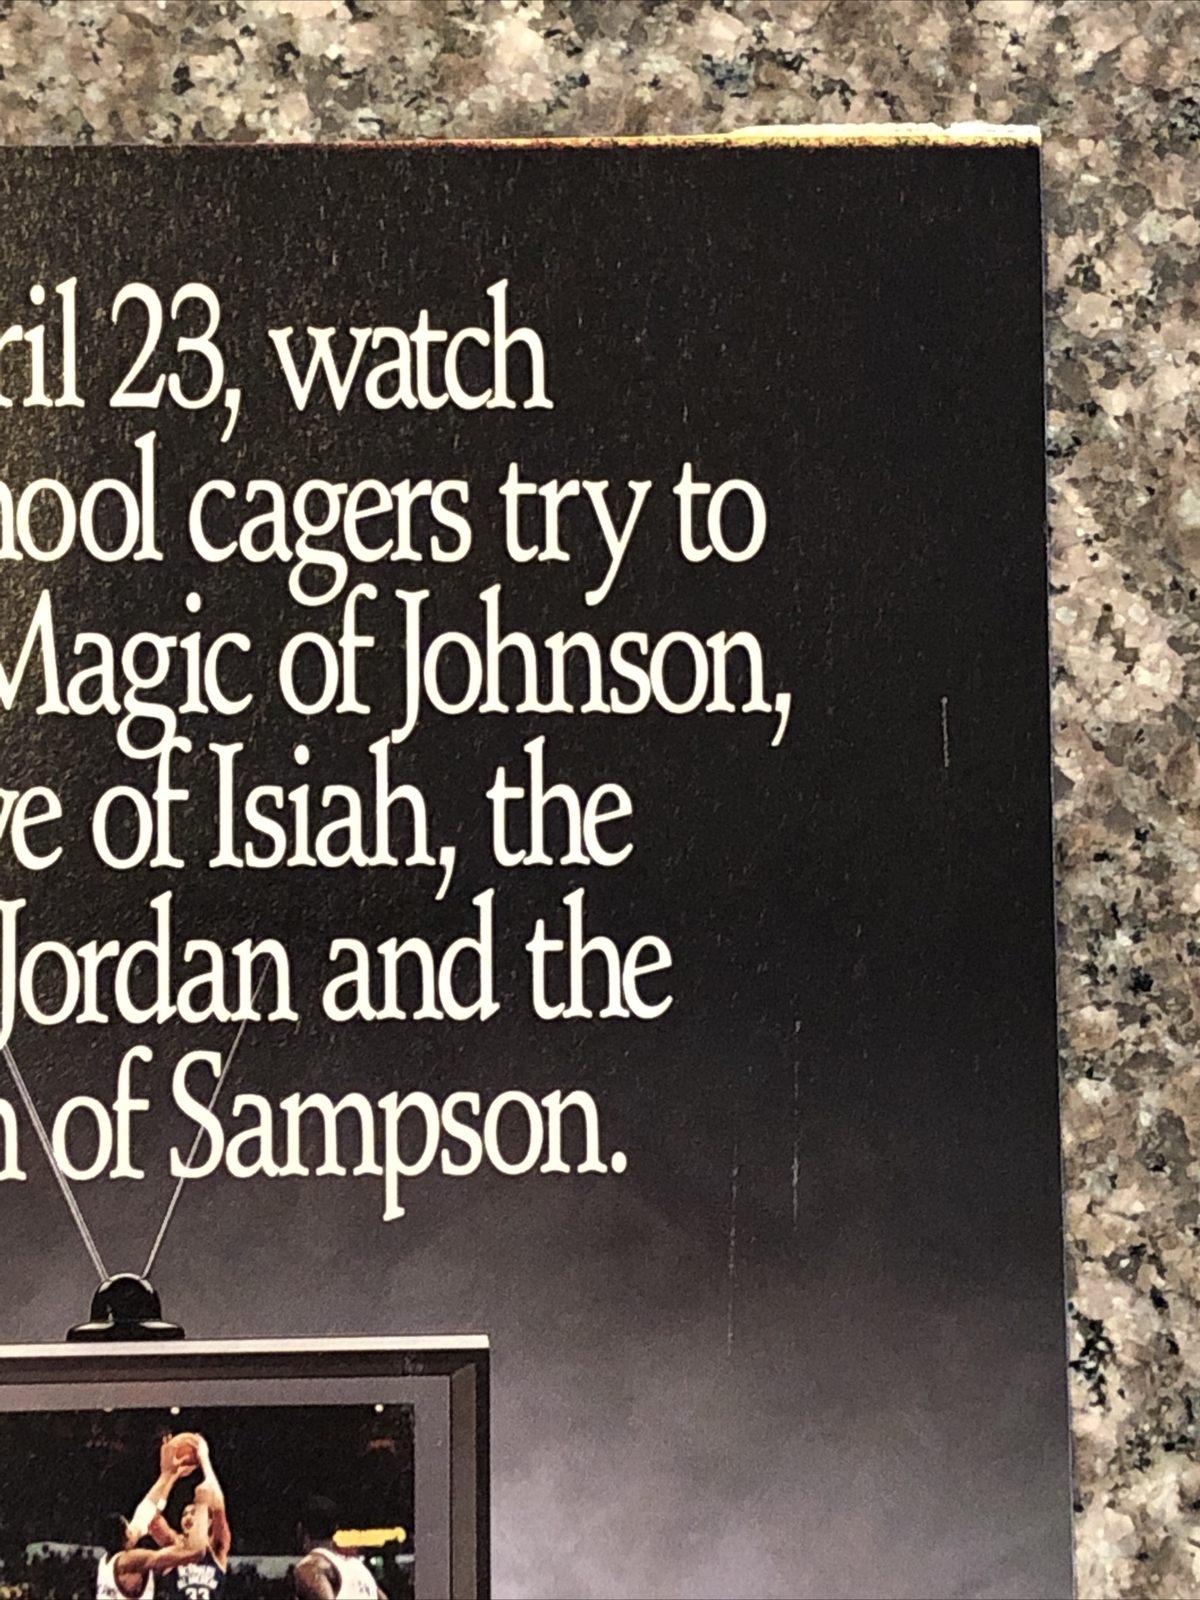 ril 23, watch
hool cagers try to
Magic of Johnson,
ve of Isiah, the
Jordan and the
n of Sampson.
33